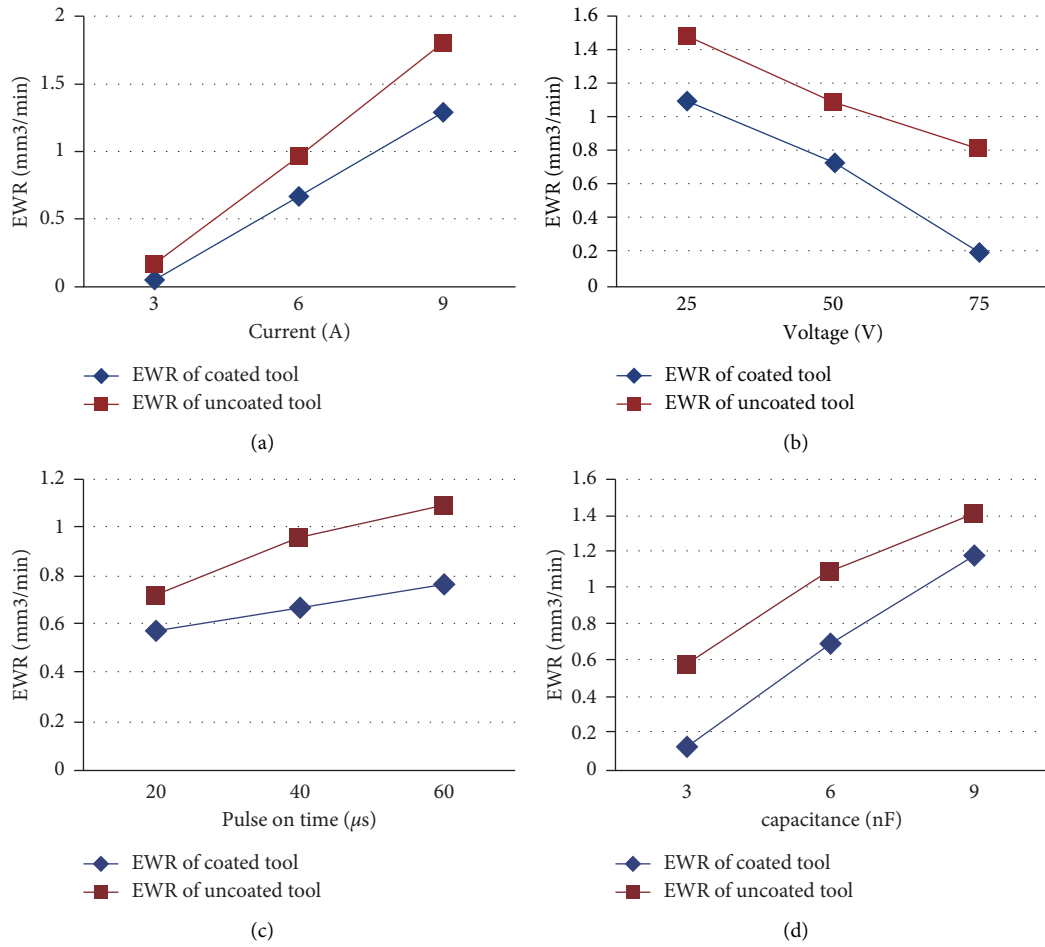 EWR (mm3/min)
2
1.5
1
0.5
0
3 6 9
Current (A)
EWR of coated tool
EWR of uncoated tool
(a)
EWR (mm3/min)
1.6
1.4
1.2
1
0.8
0.6
0.4
0.2
0
25 50 75
Voltage (V)
EWR of coated tool
EWR of uncoated tool
(b)
EWR (mm3/min)
1.2
1
0.8
0.6
0.4
0.2
0
20 40 60
Pulse on time (μs)
EWR of coated tool
EWR of uncoated tool
(c)
EWR (mm3/min)
1.6
1.4
1.2
1
0.8
0.6
0.4
0.2
0
3 6 9
capacitance (nF)
EWR of coated tool
EWR of uncoated tool
(d)